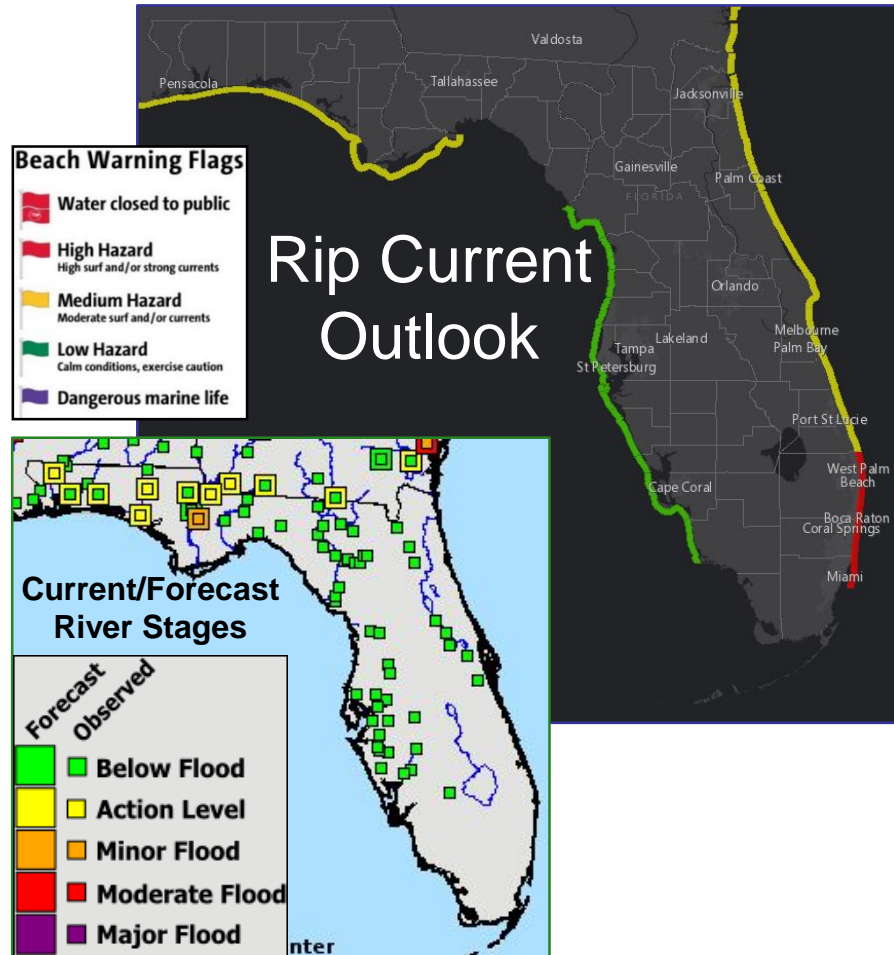 Valdosta
Pensacola
Tallahassee
Jacksonville
Gainesville
Palm Coast
FLORIDA
Orlando
Melbourne
Palm Bay
Lakeland
Tampa
St Petersburg
Port St Lucie
West Palm
Beach
Cape Coral
Boca Raton
Coral Springs
Miami
Rip Current
Outlook
Beach Warning Flags
Water closed to public
High Hazard
High surf and/or strong currents
Medium Hazard
Moderate surf and/or currents
Low Hazard
Calm conditions, exercise caution
Dangerous marine life
Current/Forecast
River Stages
Forecast
Observed
Below Flood
Action Level
Minor Flood
Moderate Flood
Major Flood
nter